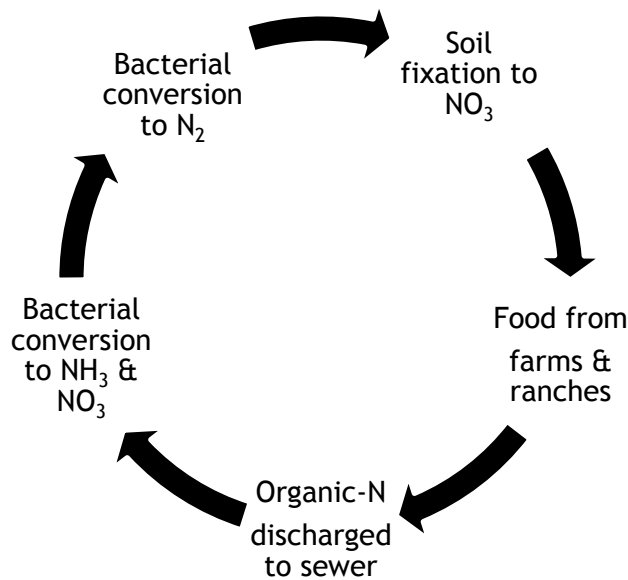 Soil
fixation to
NO₃
Food from
farms &
ranches
Organic-N
discharged
to sewer
Bacterial
conversion
to NH₃ &
NO₃
Bacterial
conversion
to N₂